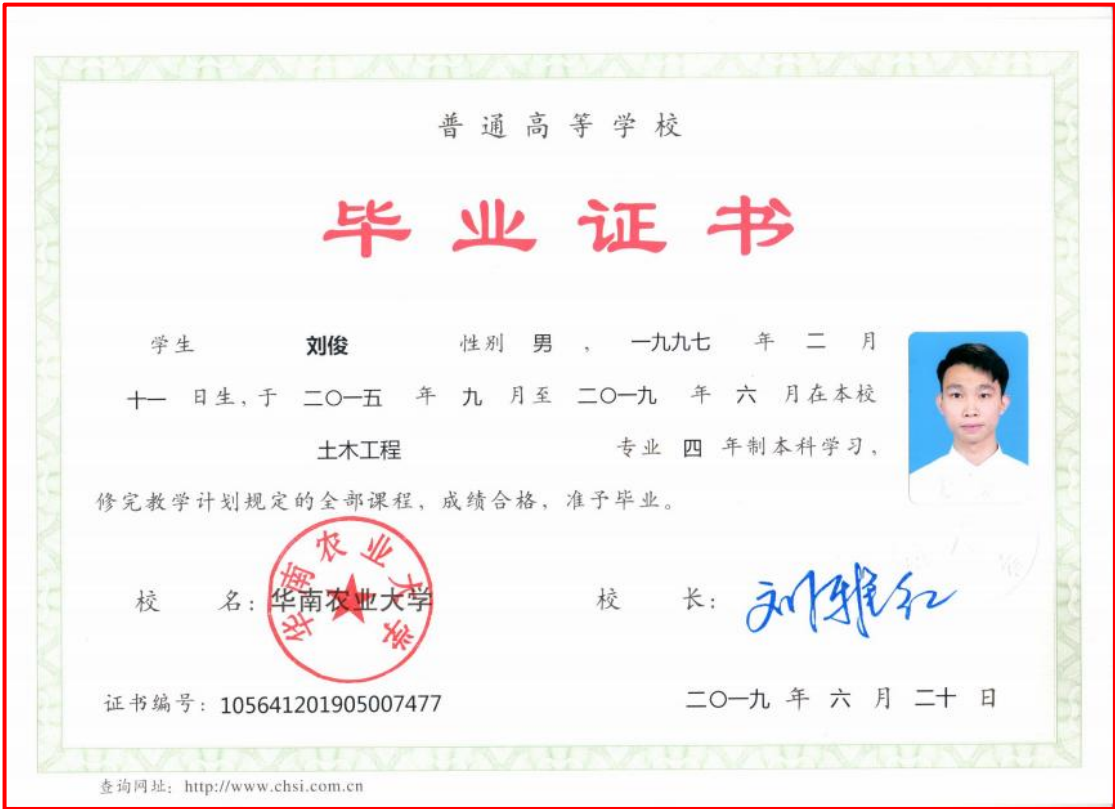 普通高等学校
毕业证书
学生 刘俊 性别 男 , 一九九七 年 二 月
十一 日生,于 二〇一五 年 九 月至 二〇一九 年 六 月在本校
土木工程 专业 四 年制本科学习,
修完教学计划规定的全部课程,成绩合格,准予毕业。
华南农业大学
校 名:华南农业大学 校 长:刘雅红
证书编号:105641201905007477 二〇一九 年 六 月 二十 日
查询网址:http://www.chsi.com.cn